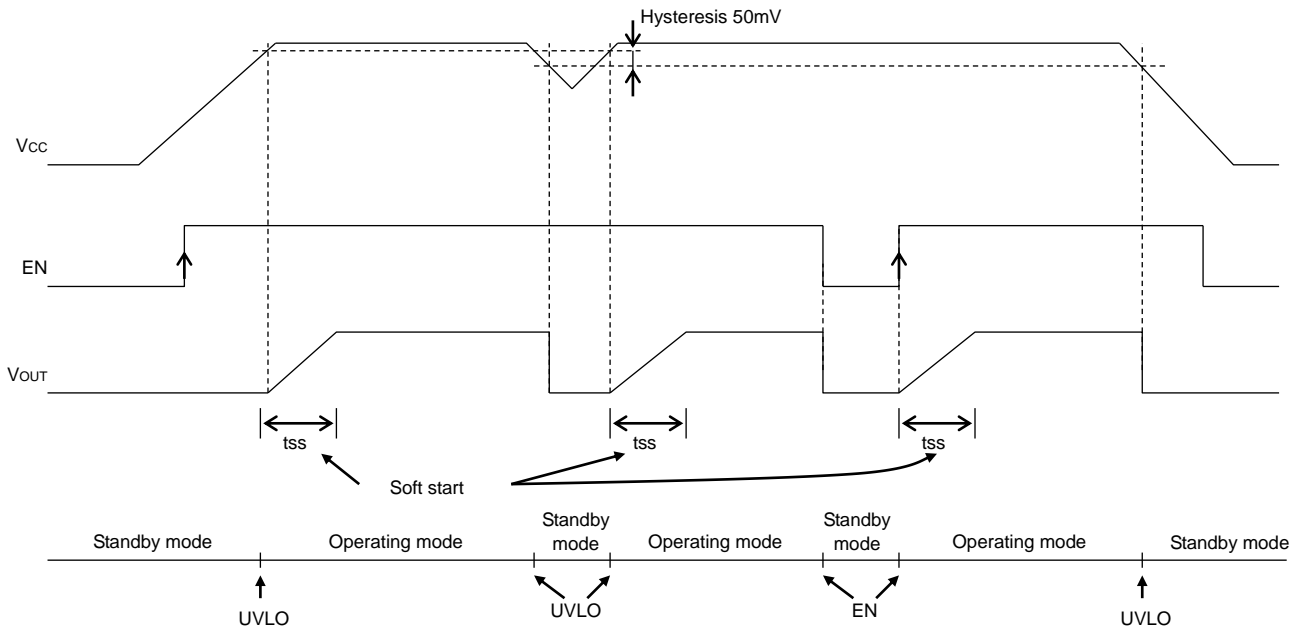 Hysteresis 50mV
VCC
EN
VOUT
tss
tss
tss
Soft start
Standby mode
Operating mode
Standby
mode
Operating mode
Standby
mode
Operating mode
Standby mode
UVLO
UVLO
EN
UVLO